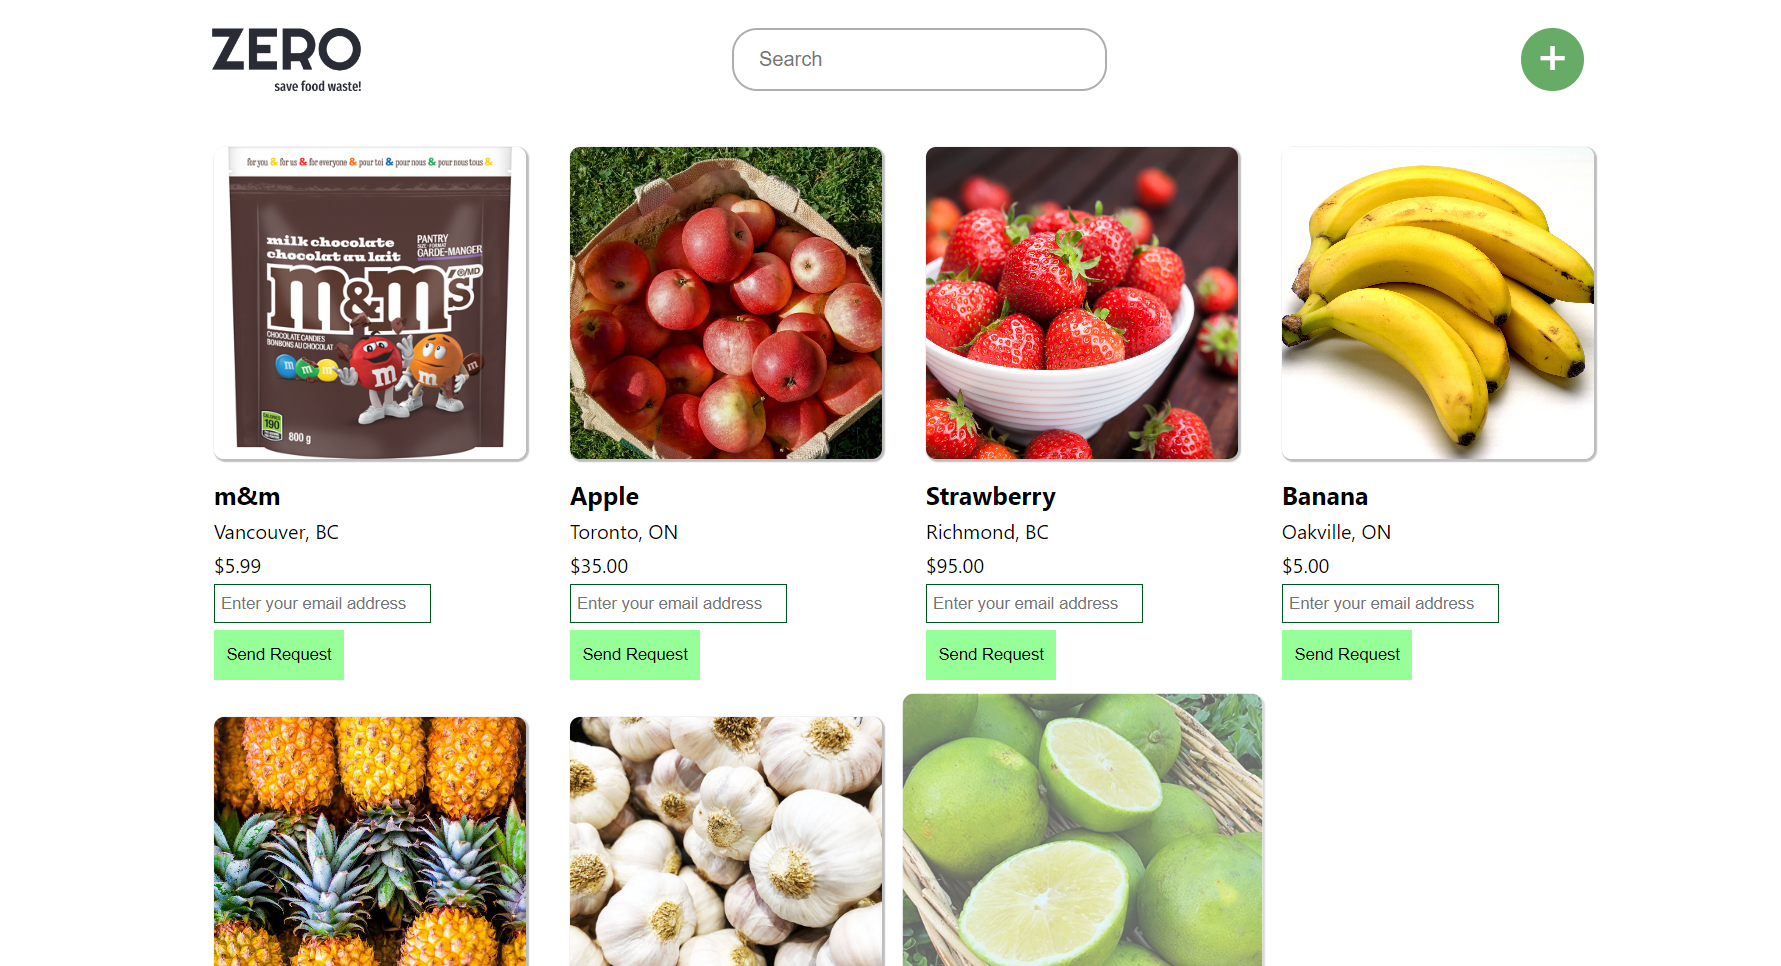 ZERO
save food waste!
Search
+
for you & for us & for everyone & pour toi & pour nous & pour nous tous &
milk chocolate
chocolat au lait
PANTRY
SIZE · FORMAT
GARDE-MANGER
m&m's
®/MD
CHOCOLATE CANDIES
BONBONS AU CHOCOLAT
m
m
m
m
m
m
CALORIES
190
800 g
m&m
Vancouver, BC
$5.99
Enter your email address
Send Request
Apple
Toronto, ON
$35.00
Enter your email address
Send Request
Strawberry
Richmond, BC
$95.00
Enter your email address
Send Request
Banana
Oakville, ON
$5.00
Enter your email address
Send Request